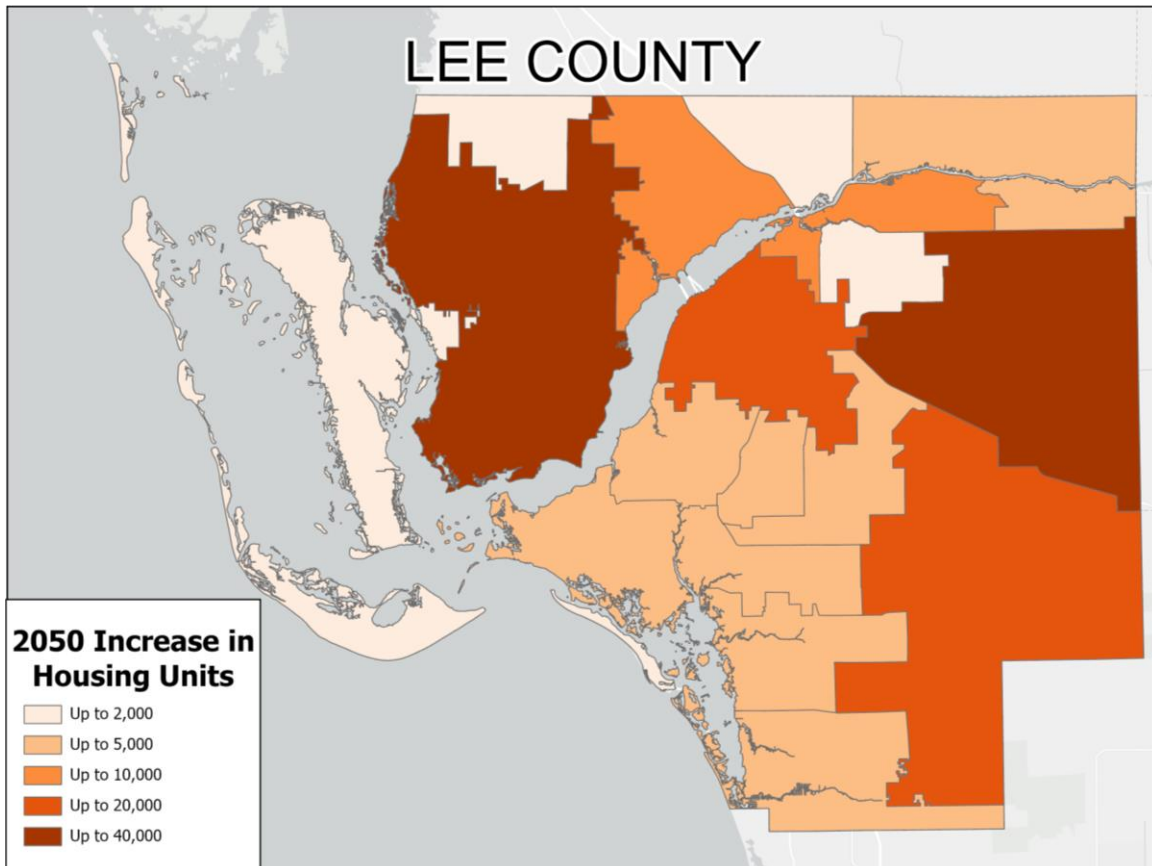 LEE COUNTY
2050 Increase in
Housing Units
Up to 2,000
Up to 5,000
Up to 10,000
Up to 20,000
Up to 40,000